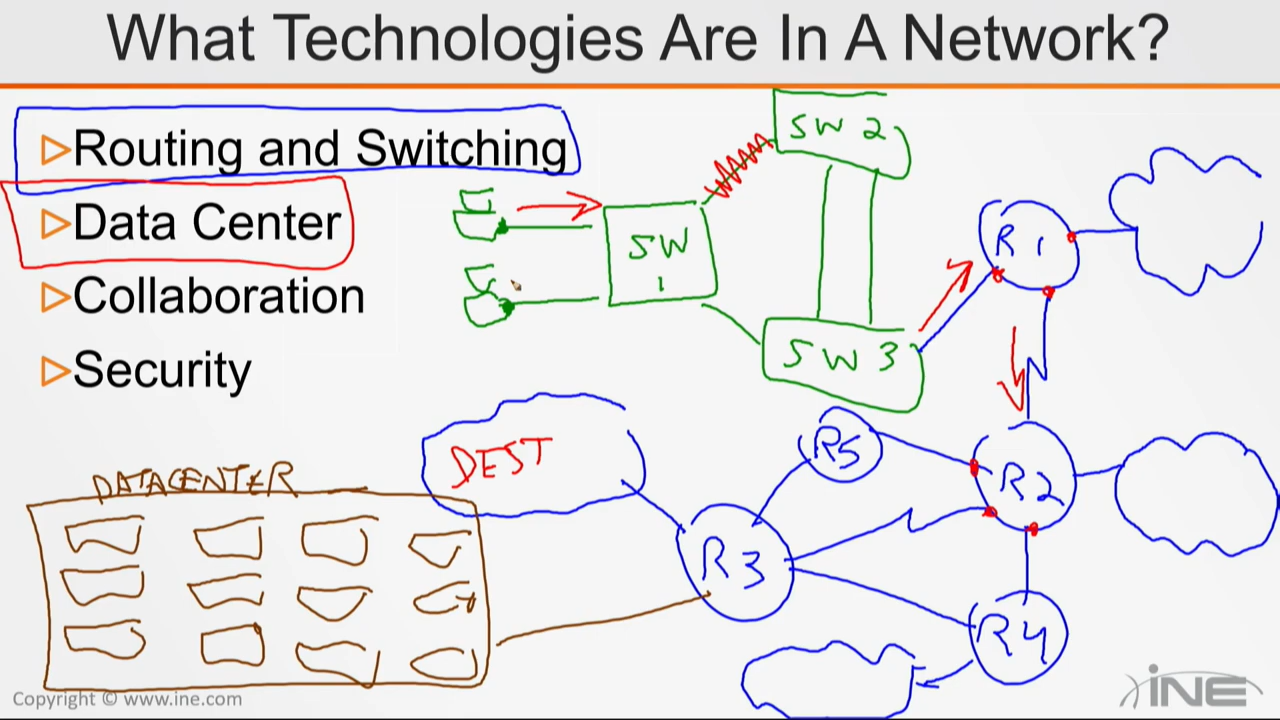 What Technologies Are In A Network?
Routing and Switching
Data Center
Collaboration
Security
SW 2
SW
1
R1
SW 3
DEST
R5
R2
DATACENTER
R3
R4
Copyright © www.ine.com
iNE